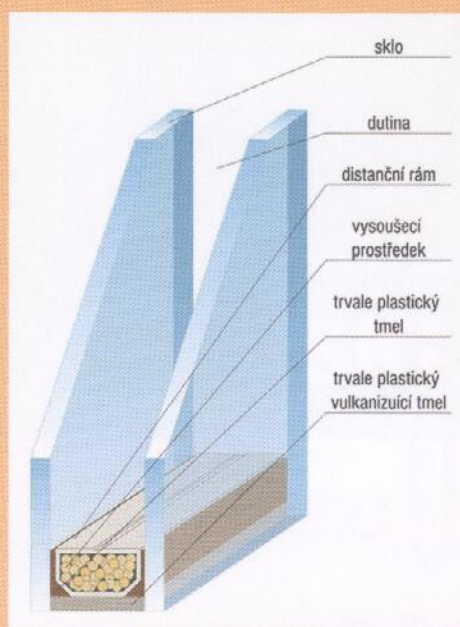 sklo
dutina
distanční rám
vysoušecí
prostředek
trvale plastický
tmel
trvale plastický
vulkanizuící tmel